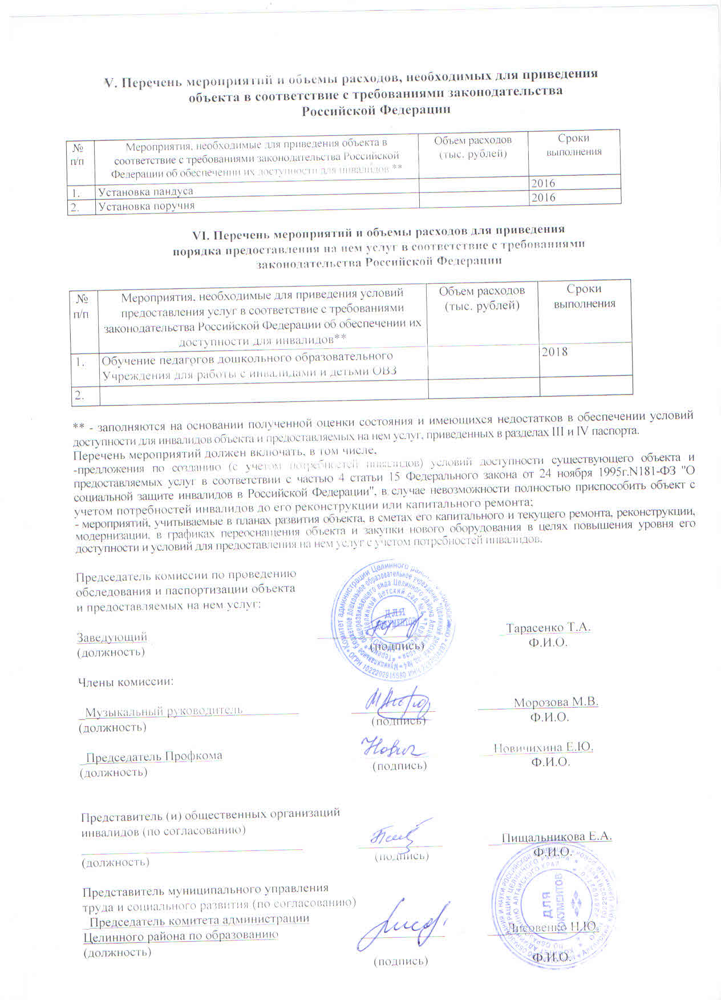 V. Перечень мероприятий и объемы расходов, необходимых для приведения
объекта в соответствие с требованиями законодательства
Российской Федерации
№ п/п
Мероприятия, необходимые для приведения объекта в
соответствие с требованиями законодательства Российской
Федерации об обеспечении их доступности для инвалидов **
Объем расходов
(тыс. рублей)
Сроки
выполнения
1. Установка пандуса 2016
2. Установка поручня 2016
VI. Перечень мероприятий и объемы расходов для приведения
порядка предоставления на нем услуг в соответствие с требованиями
законодательства Российской Федерации
№
п/п
Мероприятия, необходимые для приведения условий
предоставления услуг в соответствие с требованиями
законодательства Российской Федерации об обеспечении их
доступности для инвалидов**
Объем расходов
(тыс. рублей)
Сроки
выполнения
1. Обучение педагогов дошкольного образовательного 2018
Учреждения для работы с инвалидами и детьми ОВЗ
2.
** - заполняются на основании полученной оценки состояния и имеющихся недостатков в обеспечении условий
доступности для инвалидов объекта и предоставляемых на нем услуг, приведенных в разделах III и IV паспорта.
Перечень мероприятий должен включать, в том числе,
-предложения по созданию (с учетом потребностей инвалидов) условий доступности существующего объекта и
предоставляемых услуг в соответствии с частью 4 статьи 15 Федерального закона от 24 ноября 1995г.N181-ФЗ "О
социальной защите инвалидов в Российской Федерации", в случае невозможности полностью приспособить объект с
учетом потребностей инвалидов до его реконструкции или капитального ремонта;
- мероприятий, учитываемые в планах развития объекта, в сметах его капитального и текущего ремонта, реконструкции,
модернизации, в графиках переоснащения объекта и закупки нового оборудования в целях повышения уровня его
доступности и условий для предоставления на нем услуг с учетом потребностей инвалидов.
Председатель комиссии по проведению
обследования и паспортизации объекта
и предоставляемых на нем услуг:
ДЛЯ
ДОКУМЕНТОВ
Заведующий Тарасенко Т.А.
(должность) (подпись) Ф.И.О.
Члены комиссии:
Музыкальный руководитель Морозова М.В.
(должность) (подпись) Ф.И.О.
Председатель Профкома Новичихина Е.Ю.
(должность) (подпись) Ф.И.О.
Представитель (и) общественных организаций
инвалидов (по согласованию)
Пищальникова Е.А.
(должность) (подпись) Ф.И.О.
Представитель муниципального управления
труда и социального развития (по согласованию)
ДЛЯ
ДОКУМЕНТОВ
Председатель комитета администрации
Целинного района по образованию Лисовенко Н.Ю.
(должность) (подпись) Ф.И.О.